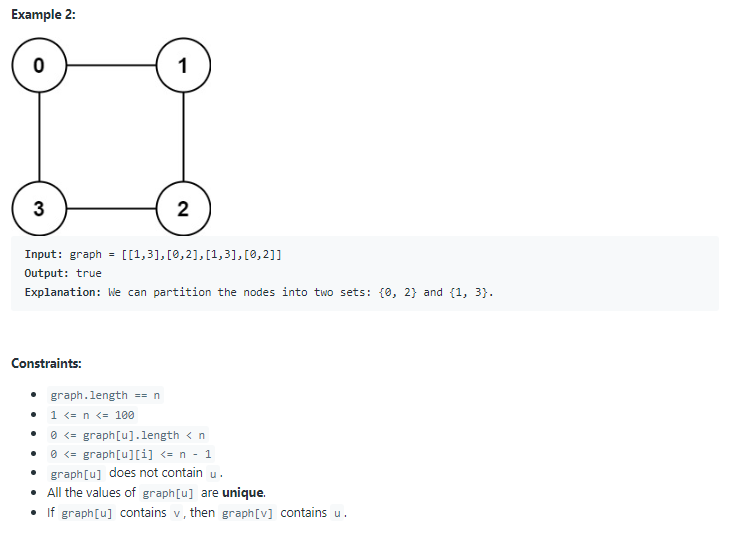 Example 2:
0 1
3 2
Input: graph = [[1,3],[0,2],[1,3],[0,2]]
Output: true
Explanation: We can partition the nodes into two sets: {0, 2} and {1, 3}.
Constraints:
• graph.length == n
• 1 <= n <= 100
• 0 <= graph[u].length < n
• 0 <= graph[u][i] <= n - 1
• graph[u] does not contain u.
• All the values of graph[u] are unique.
• If graph[u] contains v, then graph[v] contains u.